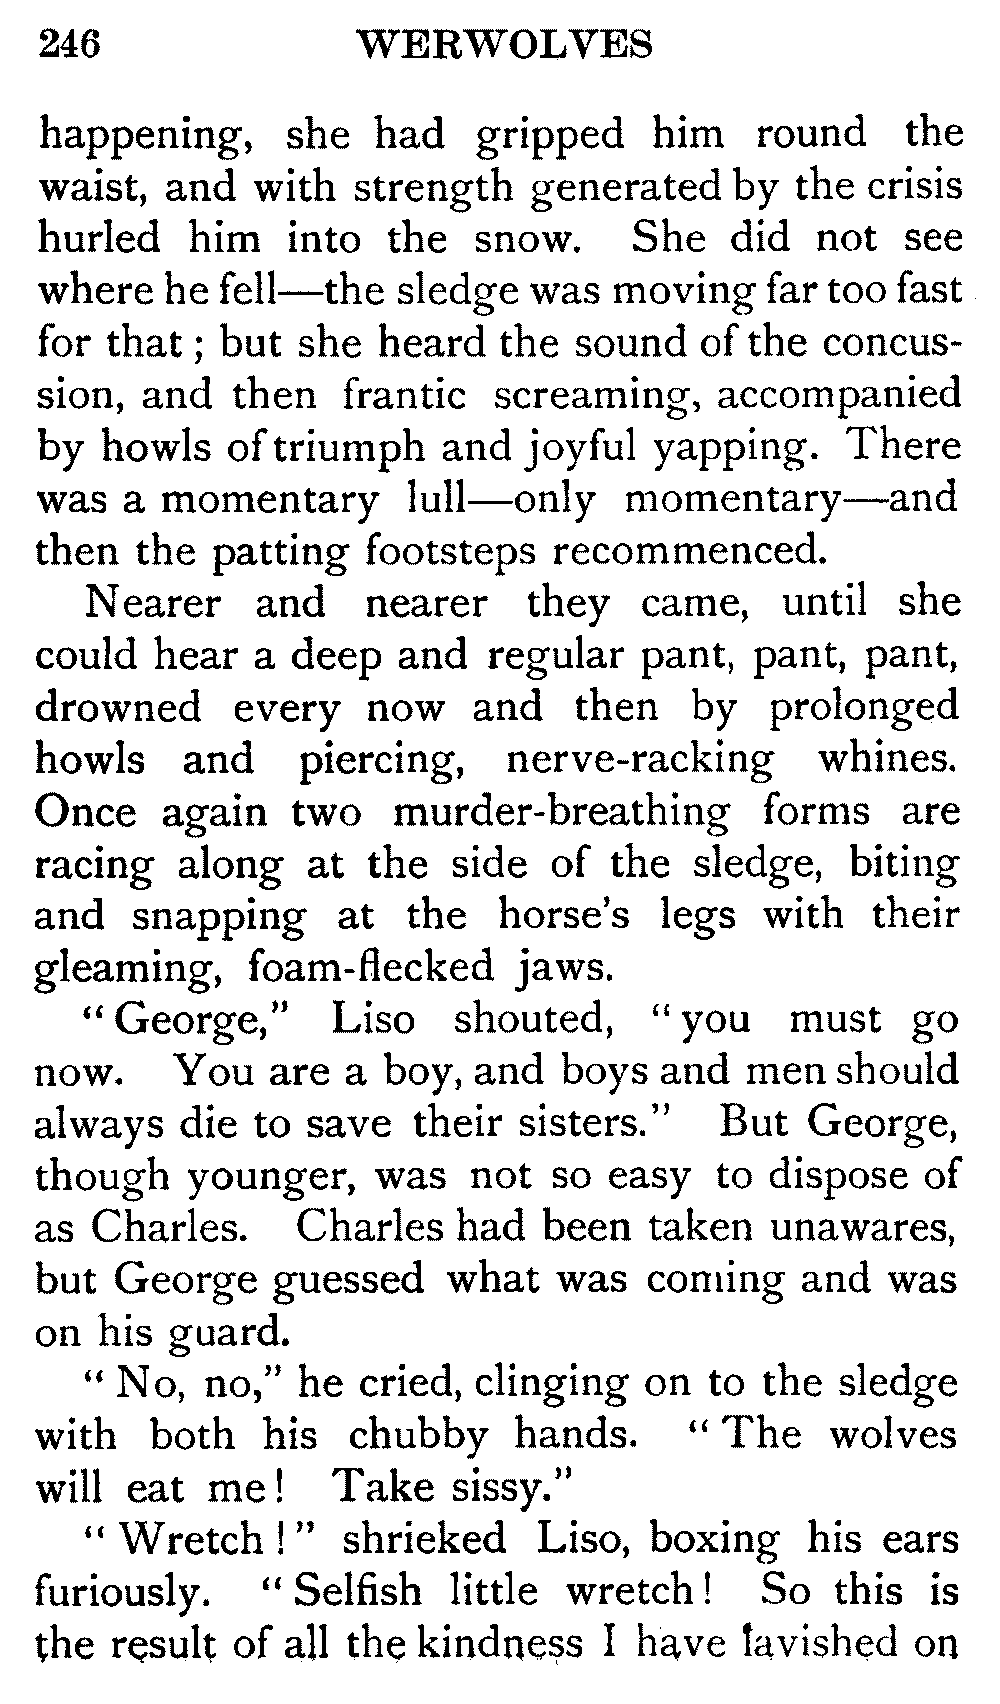 246 WERWOLVES
happening, she had gripped him round the
waist, and with strength generated by the crisis
hurled him into the snow. She did not see
where he fell—the sledge was moving far too fast
for that ; but she heard the sound of the concus-
sion, and then frantic screaming, accompanied
by howls of triumph and joyful yapping. There
was a momentary lull—only momentary—and
then the patting footsteps recommenced.
Nearer and nearer they came, until she
could hear a deep and regular pant, pant, pant,
drowned every now and then by prolonged
howls and piercing, nerve-racking whines.
Once again two murder-breathing forms are
racing along at the side of the sledge, biting
and snapping at the horse's legs with their
gleaming, foam-flecked jaws.
“ George,” Liso shouted, “ you must go
now. You are a boy, and boys and men should
always die to save their sisters.” But George,
though younger, was not so easy to dispose of
as Charles. Charles had been taken unawares,
but George guessed what was coming and was
on his guard.
“ No, no,” he cried, clinging on to the sledge
with both his chubby hands. “ The wolves
will eat me ! Take sissy.”
“ Wretch ! ” shrieked Liso, boxing his ears
furiously. “ Selfish little wretch ! So this is
the result of all the kindness I have lavished on